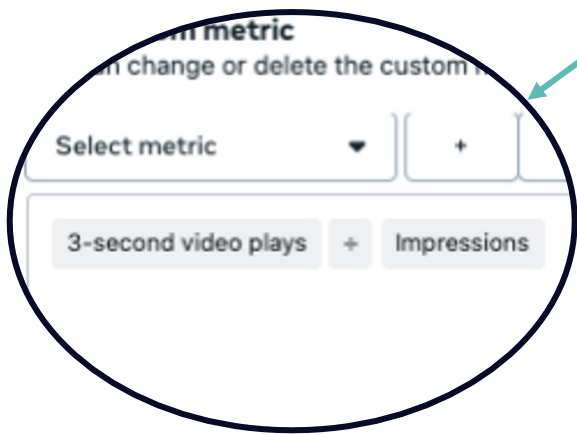 metric
change or delete the custom
Select metric +
3-second video plays ÷ Impressions